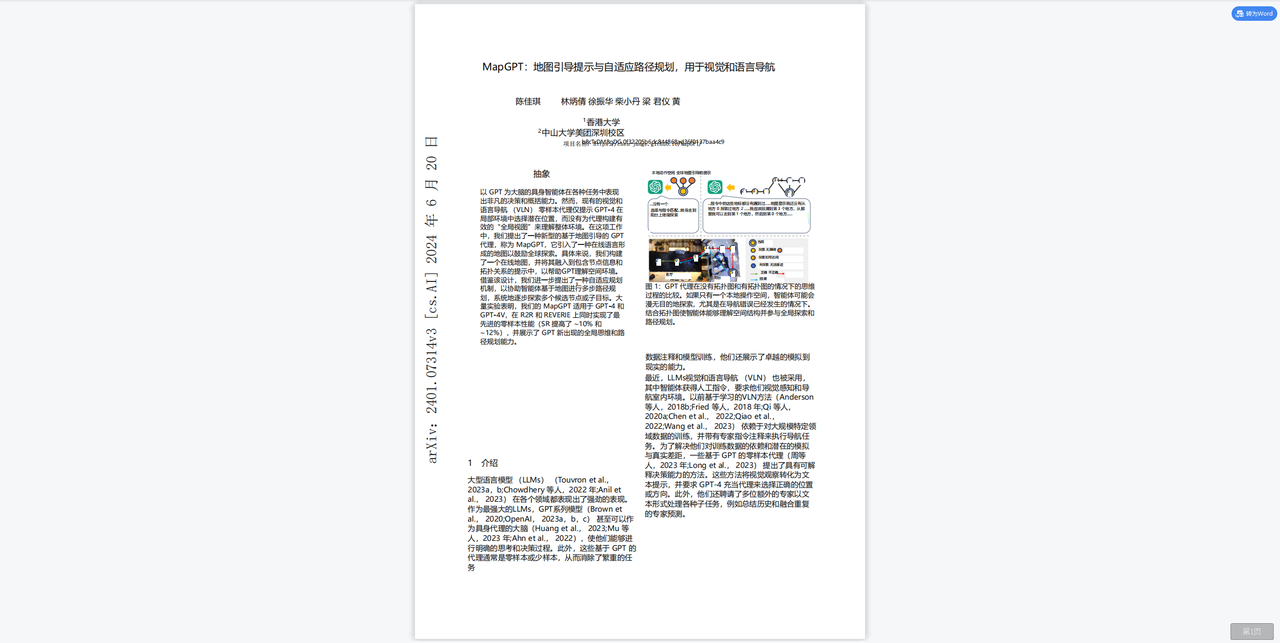 转为Word
MapGPT：地图引导提示与自适应路径规划，用于视觉和语言导航
陈佳琪 林炳倩 徐振华 柴小丹 梁 君仪 黄
1香港大学
2中山大学美团深圳校区
arXiv: 2401.07314v3 [cs.AI] 2024 年 6 月 20 日
抽象
以 GPT 为大脑的具身智能体在各种任务中表现
出非凡的决策和概括能力。然而，现有的视觉和
语言导航 （VLN） 零样本代理仅提示 GPT-4 在
局部环境中选择潜在位置，而没有为代理构建有
效的“全局视图”来理解整体环境。在这项工作
中，我们提出了一种新型的基于地图引导的 GPT
代理，称为 MapGPT，它引入了一种在线语言形
成的地图以鼓励全球探索。具体来说，我们构建
了一个在线地图，并将其融入到包含节点信息和
拓扑关系的提示中，以帮助GPT理解空间环境。
借鉴该设计，我们进一步提出了一种自适应规划
机制，以协助智能体基于地图进行多步路径规
划，系统地逐步探索多个候选节点或子目标。大
量实验表明，我们的 MapGPT 适用于 GPT-4 和
GPT-4V，在 R2R 和 REVERIE 上同时实现了最
先进的零样本性能（SR 提高了 ~10% 和
~12%），并展示了 GPT 新出现的全局思维和路
径规划能力。
1 介绍
大型语言模型 （LLMs） （Touvron et al.，
2023a，b;Chowdhery 等人，2022 年;Anil et
al.， 2023） 在各个领域都表现出了强劲的表现。
作为最强大的LLMs，GPT系列模型（Brown et
al.， 2020;OpenAI， 2023a，b，c） 甚至可以作
为具身代理的大脑（Huang et al.， 2023;Mu 等
人，2023 年;Ahn et al.， 2022），使他们能够进
行明确的思考和决策过程。此外，这些基于 GPT 的
代理通常是零样本或少样本，从而消除了繁重的任
务
本地动作空间 全球地图引导的提示
图 1：GPT 代理在没有拓扑图和有拓扑图的情况下的思维
过程的比较。如果只有一个本地操作空间，智能体可能会
漫无目的地探索，尤其是在导航错误已经发生的情况下。
结合拓扑图使智能体能够理解空间结构并参与全局探索和
路径规划。
数据注释和模型训练，他们还展示了卓越的模拟到
现实的能力。
最近，LLMs视觉和语言导航 （VLN） 也被采用，
其中智能体获得人工指令，要求他们视觉感知和导
航室内环境。以前基于学习的VLN方法（Anderson
等人，2018b;Fried 等人，2018 年;Qi 等人，
2020a;Chen et al.， 2022;Qiao et al.，
2022;Wang et al.， 2023） 依赖于对大规模特定领
域数据的训练，并带有专家指令注释来执行导航任
务。为了解决他们对训练数据的依赖和潜在的模拟
与真实差距，一些基于 GPT 的零样本代理（周等
人，2023 年;Long et al.， 2023） 提出了具有可解
释决策能力的方法。这些方法将视觉观察转化为文
本提示，并要求 GPT-4 充当代理来选择正确的位置
或方向。此外，他们还聘请了多位额外的专家以文
本形式处理各种子任务，例如总结历史和融合重复
的专家预测。
第1页